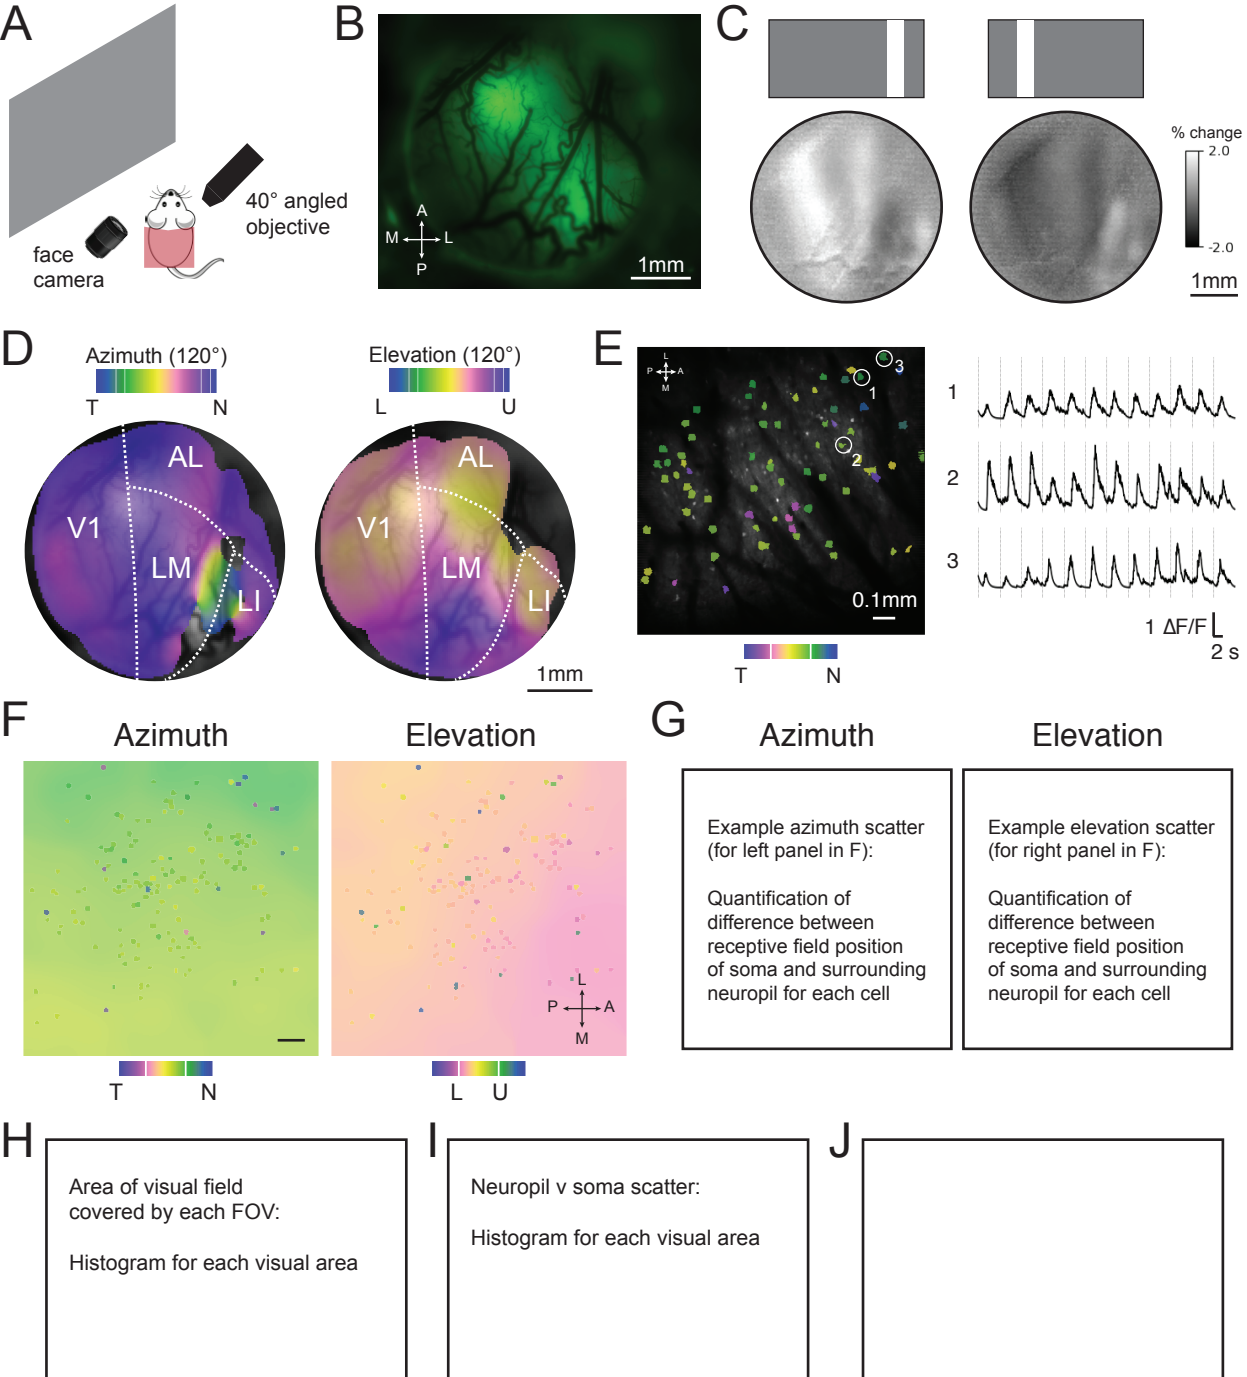 A
40° angled
objective
face
camera
B
A
M
L
P
1mm
C
% change
2.0
-2.0
1mm
D
Azimuth (120°)
T
N
Elevation (120°)
L
U
AL
V1
LM
LI
AL
V1
LM
LI
1mm
E
L
P
A
M
3
1
2
0.1mm
T
N
1
2
3
1 ΔF/F
2 s
F
Azimuth
Elevation
L
P
A
M
T
N
L
U
G
Azimuth
Elevation
Example azimuth scatter
(for left panel in F):
Quantification of
difference between
receptive field position
of soma and surrounding
neuropil for each cell
Example elevation scatter
(for right panel in F):
Quantification of
difference between
receptive field position
of soma and surrounding
neuropil for each cell
H
Area of visual field
covered by each FOV:
Histogram for each visual area
I
Neuropil v soma scatter:
Histogram for each visual area
J